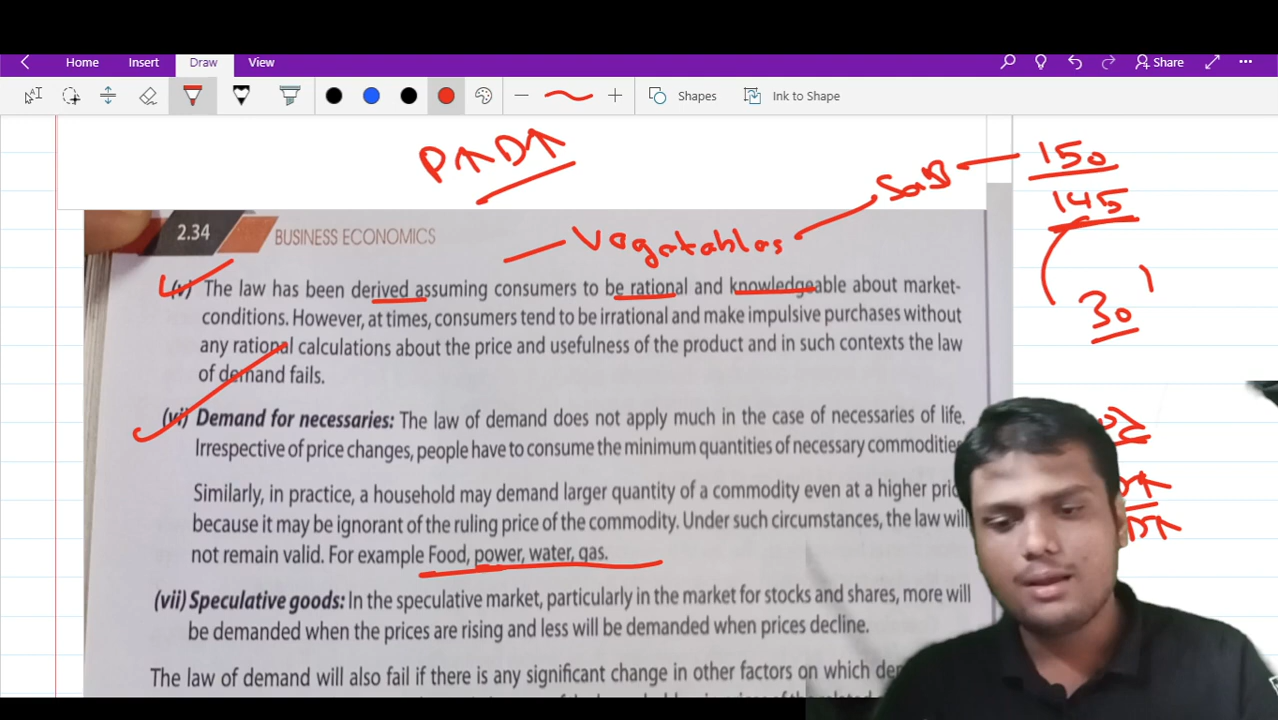 Home Insert Draw View Share
Shapes Ink to Shape
P↑ D↑
150
SaB
145
Vegatables
30
2.34 BUSINESS ECONOMICS
(v) The law has been derived assuming consumers to be rational and knowledgeable about market-
conditions. However, at times, consumers tend to be irrational and make impulsive purchases without
any rational calculations about the price and usefulness of the product and in such contexts the law
of demand fails.
(vi) Demand for necessaries: The law of demand does not apply much in the case of necessaries of life.
Irrespective of price changes, people have to consume the minimum quantities of necessary commodities
Similarly, in practice, a household may demand larger quantity of a commodity even at a higher
because it may be ignorant of the ruling price of the commodity. Under such circumstances, the law will
not remain valid. For example Food, power, water, gas.
(vii) Speculative goods: In the speculative market, particularly in the market for stocks and shares, more will
be demanded when the prices are rising and less will be demanded when prices decline.
The law of demand will also fail if there is any significant change in other factors on which